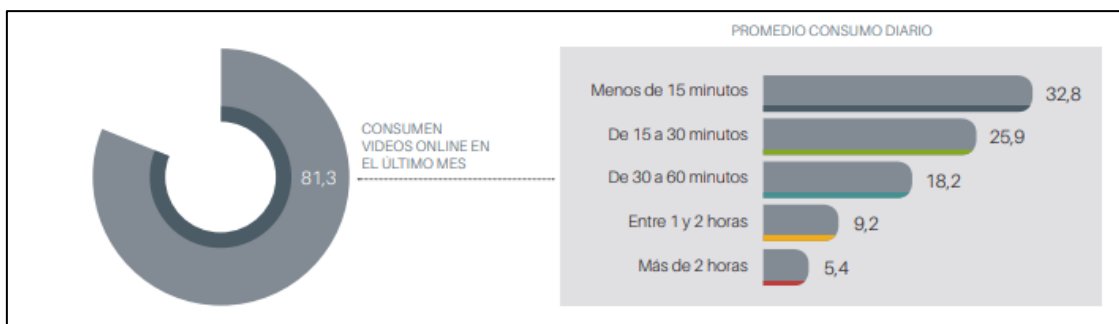 PROMEDIO CONSUMO DIARIO
CONSUMEN
VIDEOS ONLINE EN
EL ÚLTIMO MES
81,3
Menos de 15 minutos 32,8
De 15 a 30 minutos 25,9
De 30 a 60 minutos 18,2
Entre 1 y 2 horas 9,2
Más de 2 horas 5,4